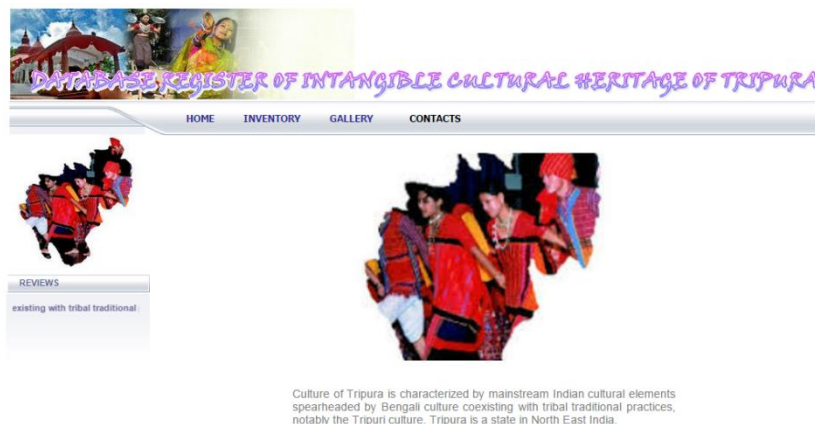 DATABASE REGISTER OF INTANGIBLE CULTURAL HERITAGE OF TRIPURA
HOME INVENTORY GALLERY CONTACTS
REVIEWS
existing with tribal traditional
Culture of Tripura is characterized by mainstream Indian cultural elements
spearheaded by Bengali culture coexisting with tribal traditional practices,
notably the Tripuri culture. Tripura is a state in North East India.